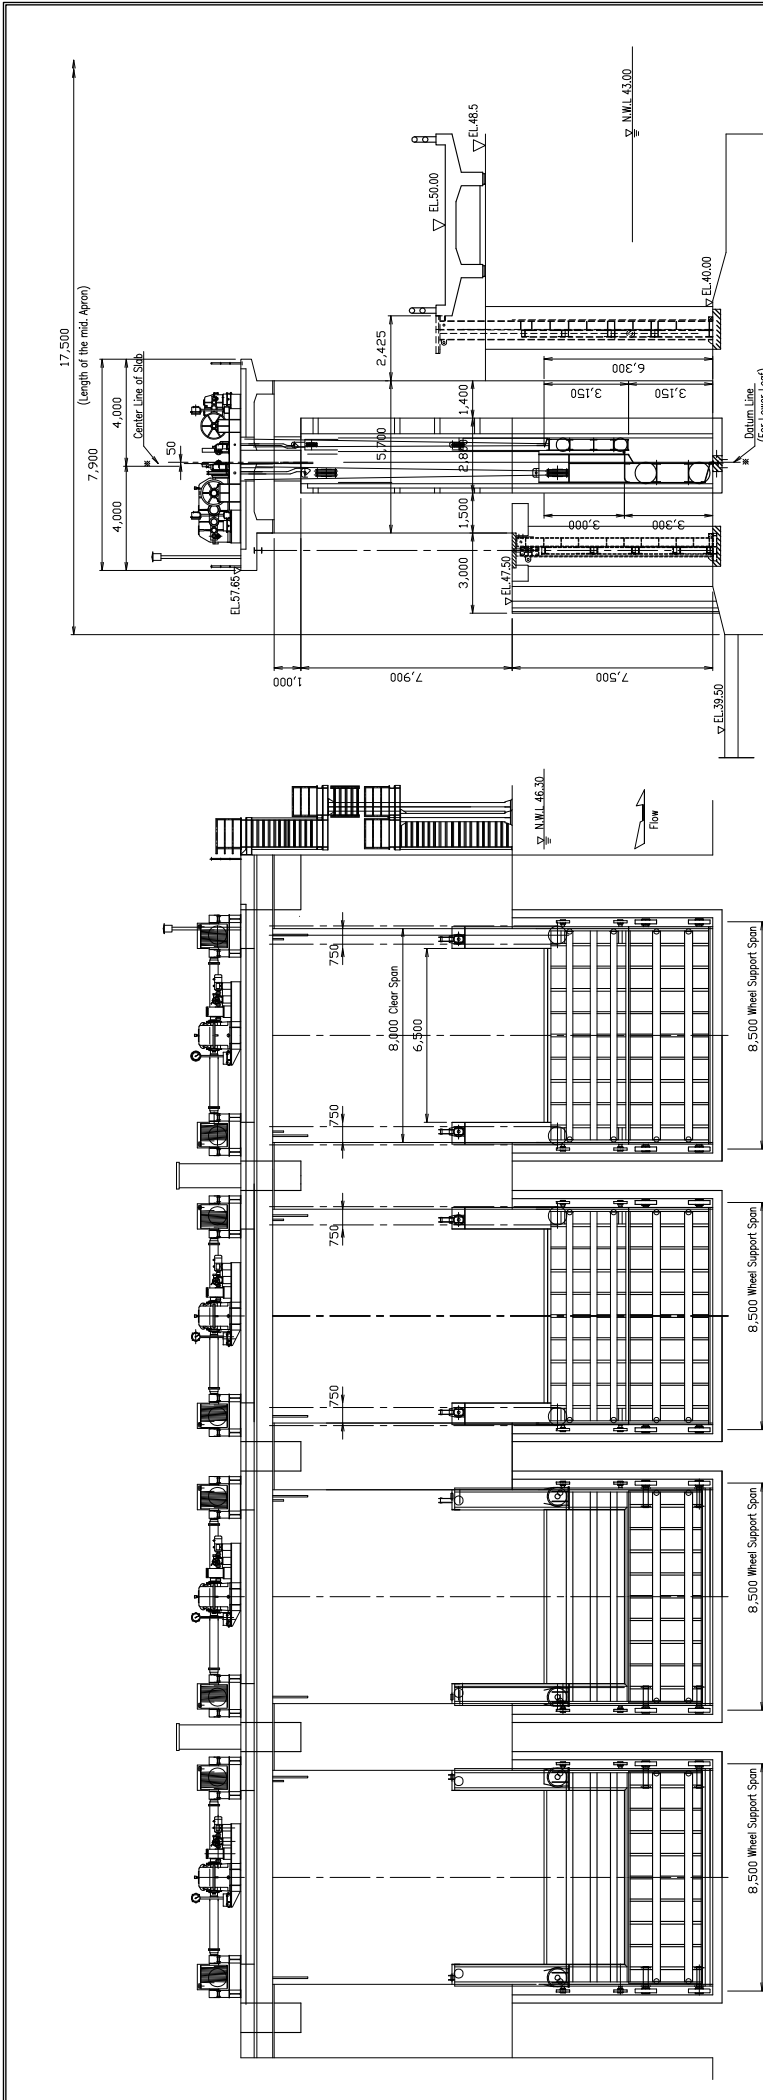 17,500
(Length of the mid. Apron)
7,900
4,000
4,000
Center Line of Slab
※
50
EL.57.65
1,000
7,900
7,500
2,425
5,700
1,400
1,500
3,000
EL.50.00
EL.48.5
N.W.L 43.00
EL.40.00
6,300
3,150
3,150
3,000
3,300
EL.47.50
EL.39.50
Datum Line
※
N.W.L 46.30
Flow
750
8,000 Clear Span
6,500
750
8,500 Wheel Support Span
750
750
8,500 Wheel Support Span
8,500 Wheel Support Span
8,500 Wheel Support Span